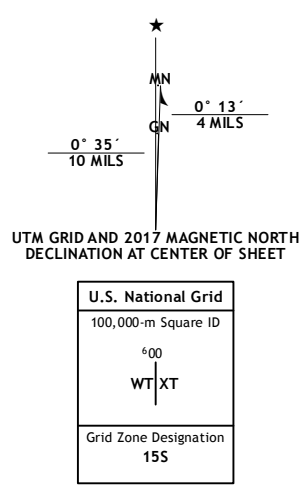 ★
MN
0° 13´
4 MILS
GN
0° 35´
10 MILS
UTM GRID AND 2017 MAGNETIC NORTH
DECLINATION AT CENTER OF SHEET
U.S. National Grid
100,000-m Square ID
⁶00
WT XT
Grid Zone Designation
15S